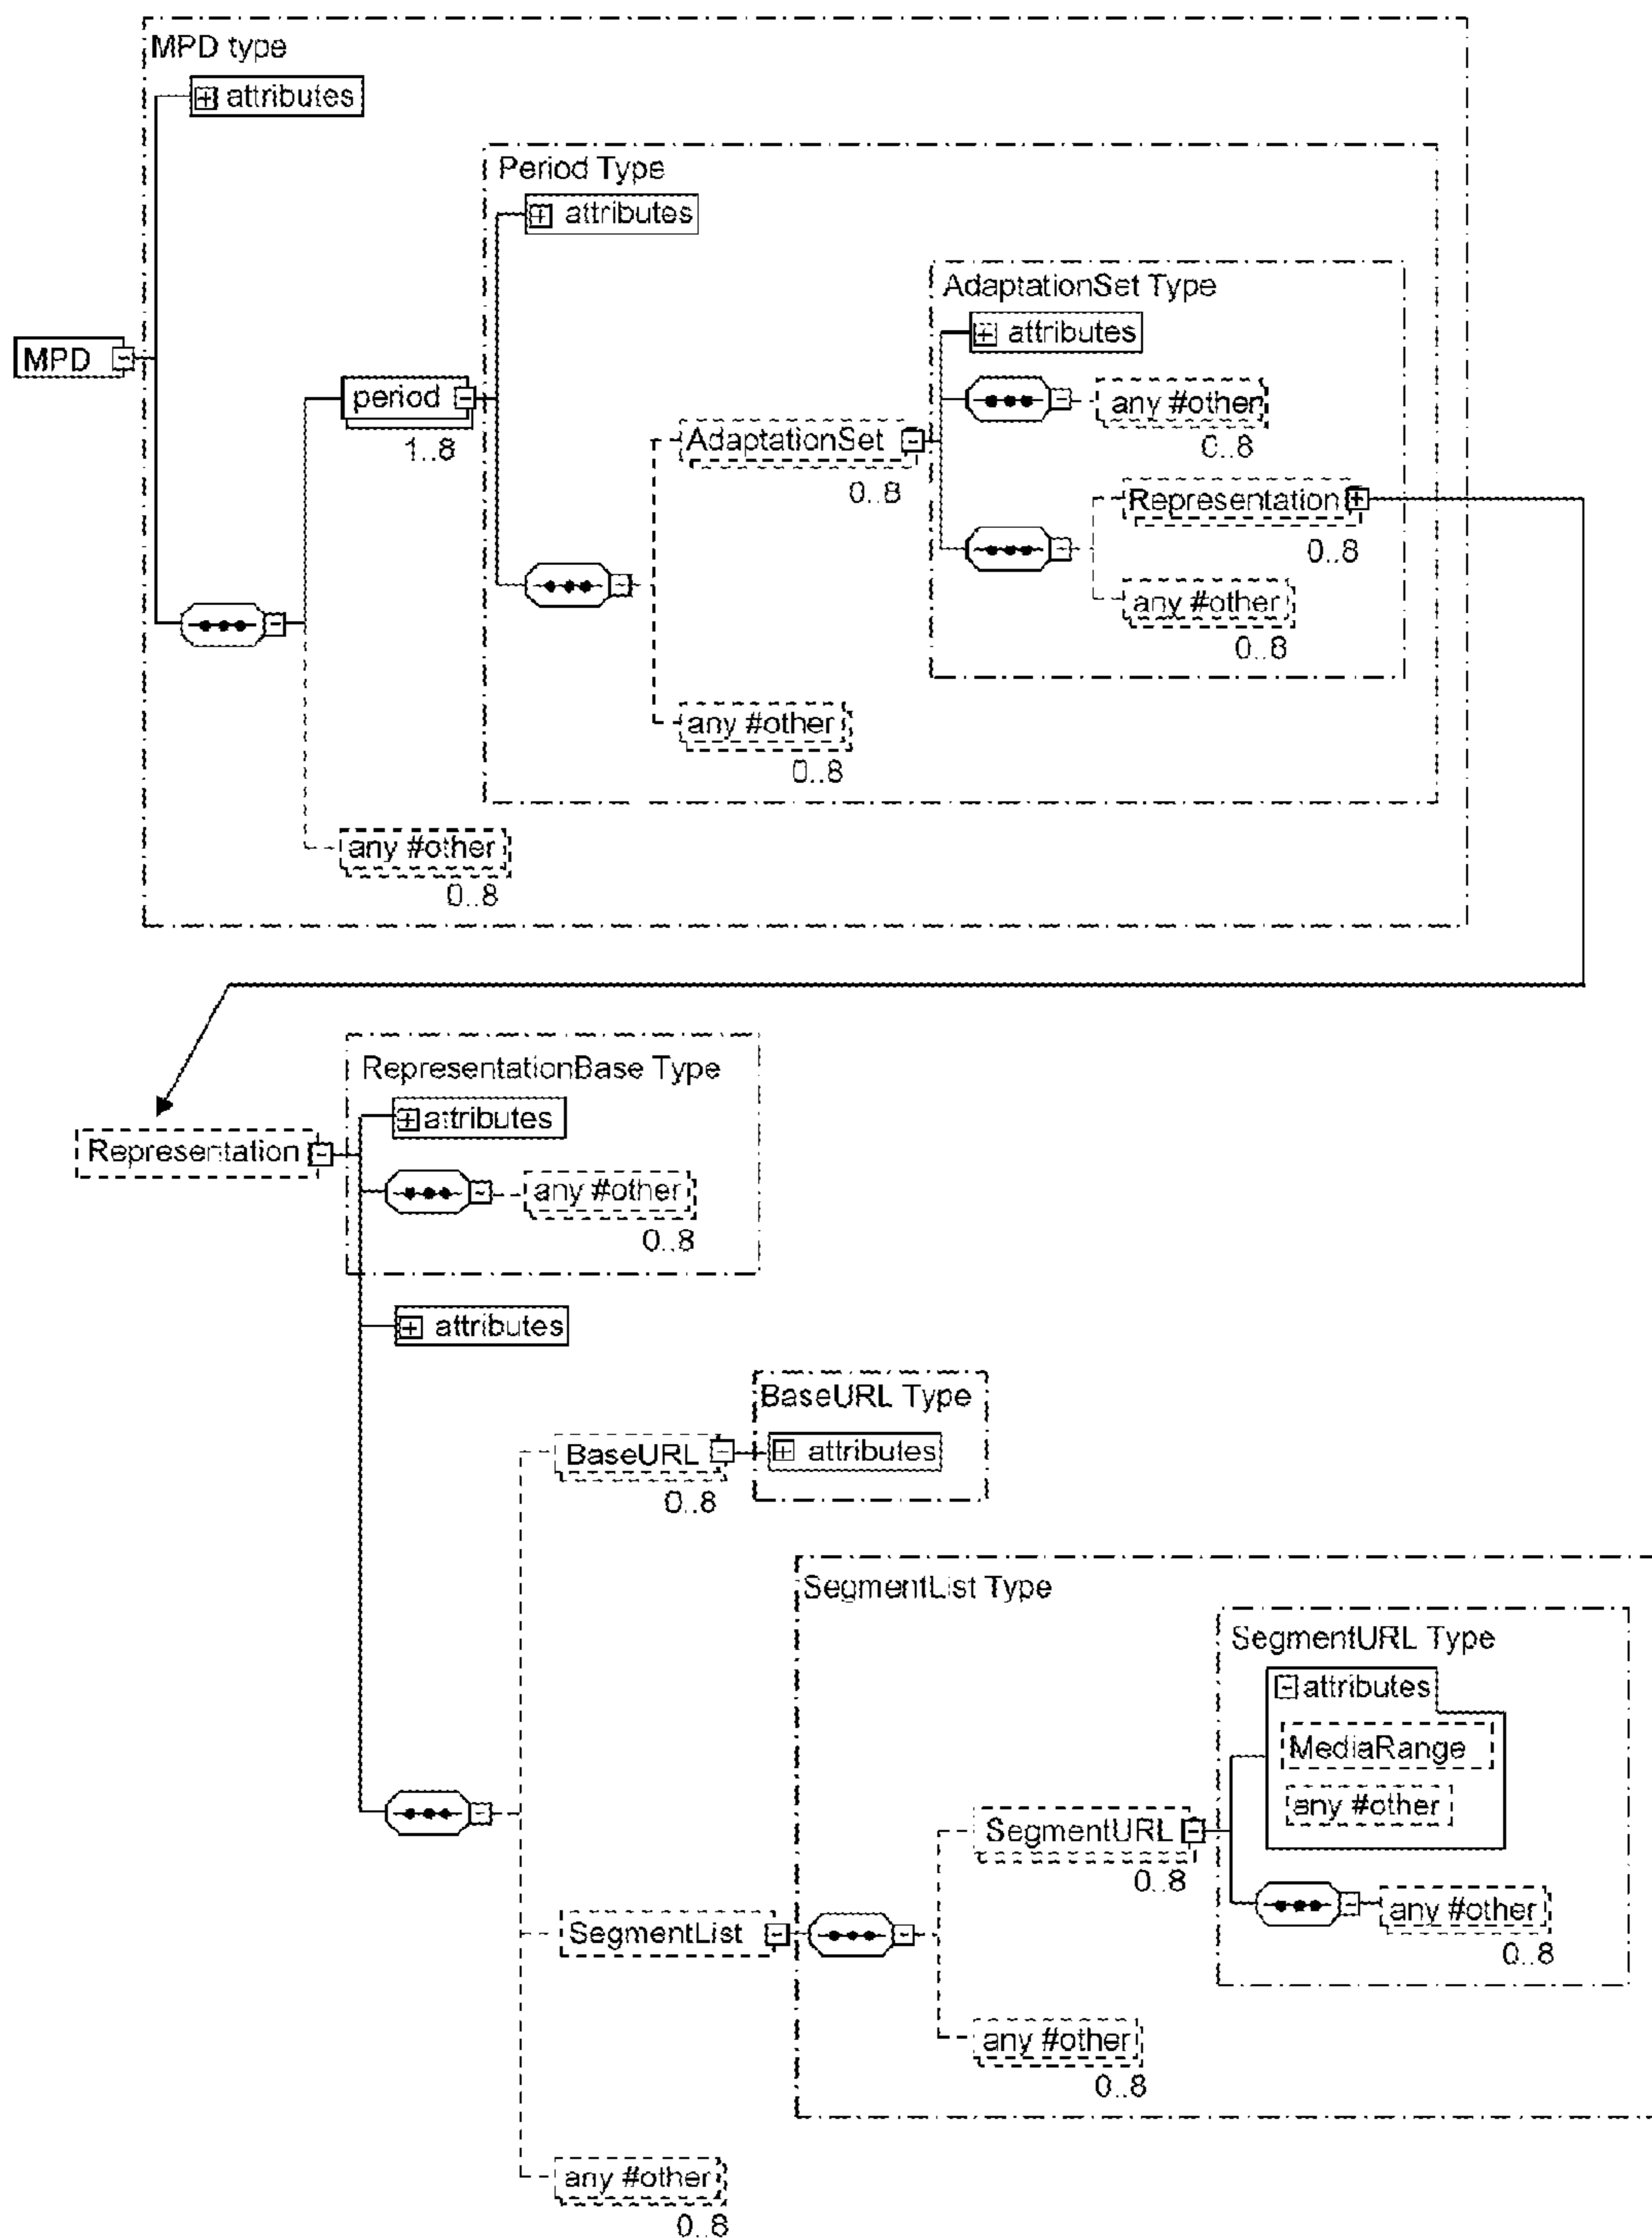 MPD type
attributes
Period Type
attributes
AdaptationSet Type
attributes
MPD
period
1..8
any #other
0..8
AdaptationSet
0..8
Representation
0..8
any #other
0..8
any #other
0..8
any #other
0..8
RepresentationBase Type
attributes
Representation
any #other
0..8
attributes
BaseURL Type
BaseURL
attributes
0..8
SegmentList Type
SegmentURL Type
attributes
MediaRange
any #other
SegmentURL
0..8
any #other
0..8
SegmentList
any #other
0..8
any #other
0..8